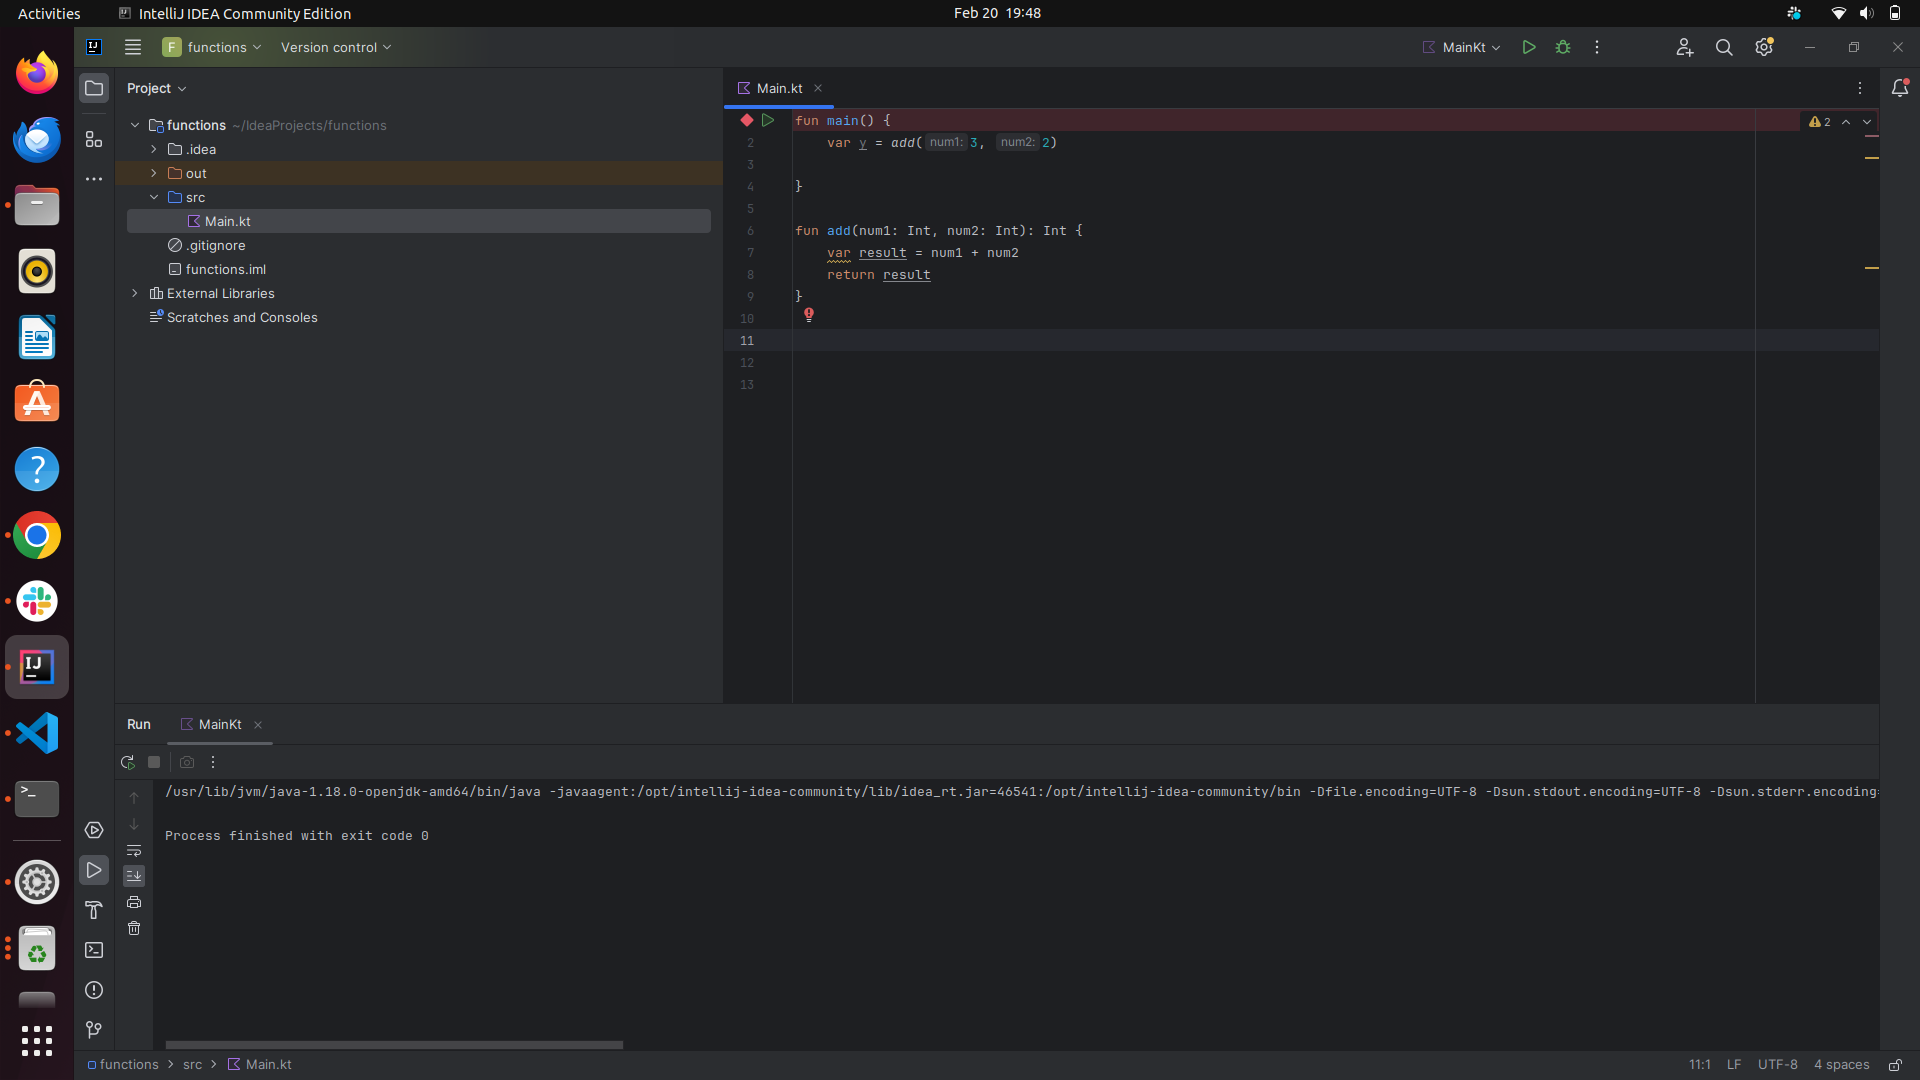 Activities
IntelliJ IDEA Community Edition
Feb 20 19:48
IJ
F functions
Version control
MainKt
Project
functions ~/IdeaProjects/functions
.idea
out
src
Main.kt
.gitignore
functions.iml
External Libraries
Scratches and Consoles
Main.kt
fun main() {
2
2 var y = add( num1: 3, num2: 2)
3
4 }
5
6 fun add(num1: Int, num2: Int): Int {
7 var result = num1 + num2
8 return result
9 }
10
11
12
13
Run
MainKt
/usr/lib/jvm/java-1.18.0-openjdk-amd64/bin/java -javaagent:/opt/intellij-idea-community/lib/idea_rt.jar=46541:/opt/intellij-idea-community/bin -Dfile.encoding=UTF-8 -Dsun.stdout.encoding=UTF-8 -Dsun.stderr.encoding=
Process finished with exit code 0
functions > src > Main.kt
11:1 LF UTF-8 4 spaces